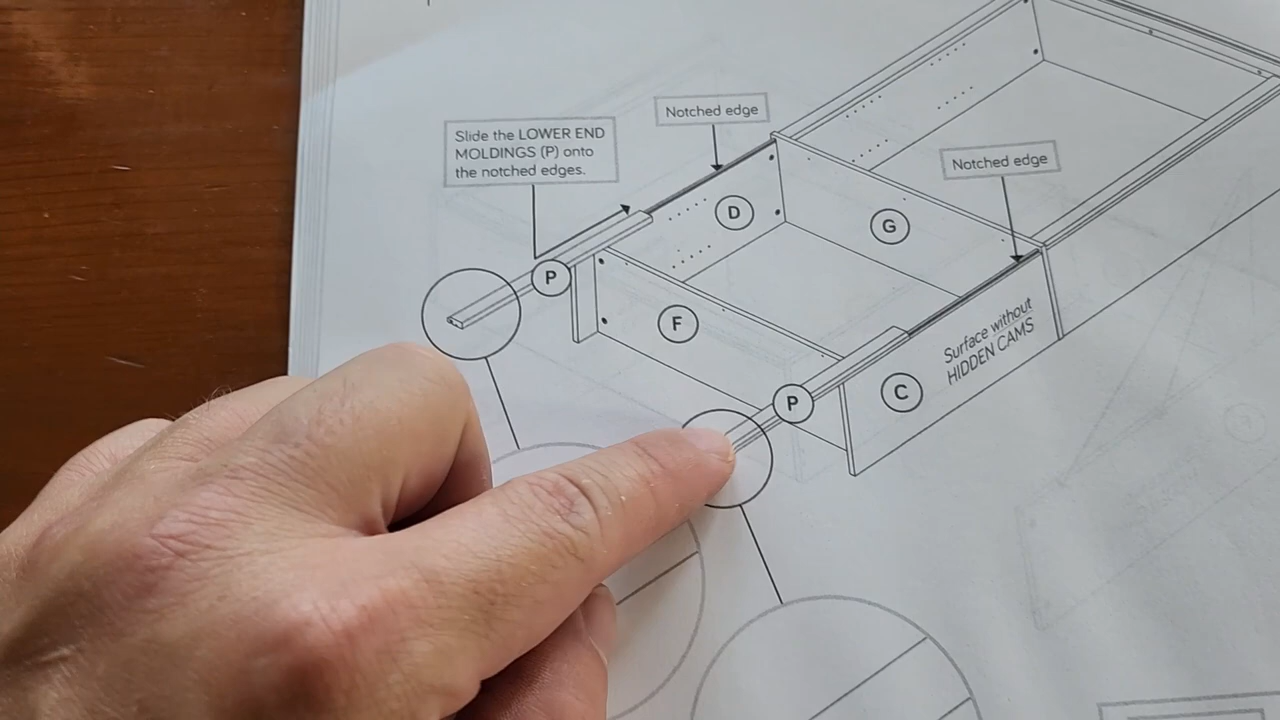 Slide the LOWER END
MOLDINGS (P) onto
the notched edges.
Notched edge
Notched edge
D
G
P
F
Surface without
HIDDEN CAMS
P
C